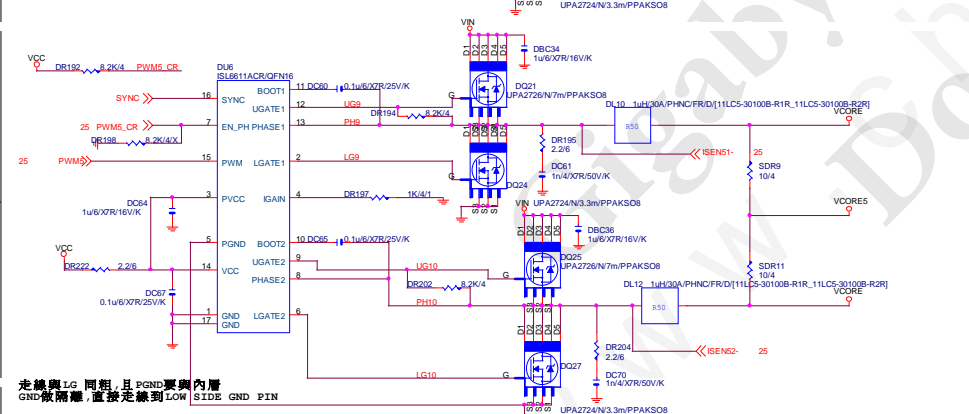 UPA2724/N/3.3m/PPAKSO8
VIN
D1 D2 D3 D4 D5
DBC34
1u/6/X7R/16V/K
VCC
DR192 8.2K/4 PWM5_CR
DU6
ISL6611ACR/QFN16
DQ21
UPA2726/N/7m/PPAKSO8
G
SYNC 16 SYNC
BOOT1 11 DC60 0.1u/6/X7R/25V/K
UGATE1 12 UG9
DR194 8.2K/4
25 PWM5_CR 7 EN_PH PHASE1 13 PH9
DL10 1uH/30A/PHNC/FR/D/[11LC5-30100B-R1R_11LC5-30100B-R2R]
R50
VCORE
DR198 8.2K/4/X
25 PWM5 15 PWM
LGATE1 2 LG9
G
DQ24
UPA2724/N/3.3m/PPAKSO8
DR195
2.2/6
DC61
1n/4/X7R/50V/K
ISEN51- 25
SDR9
10/4
DC64
1u/6/X7R/16V/K
3 PVCC
IGAIN 4 DR197 1K/4/1
VIN
D1 D2 D3 D4 D5
DBC36
1u/6/X7R/16V/K
VCORE5
VCC
DR222 2.2/6
5 PGND
14 VCC
BOOT2 10 DC65 0.1u/6/X7R/25V/K
UGATE2 9 UG10
PHASE2 8
DR202 8.2K/4
PH10
G
DQ25
UPA2726/N/7m/PPAKSO8
SDR11
10/4
DL12 1uH/30A/PHNC/FR/D/[11LC5-30100B-R1R_11LC5-30100B-R2R]
R50
VCORE
DC67
0.1u/6/X7R/25V/K
1 GND
17 GND
LGATE2 6
LG10
D1 D2 D3 D4 D5
G
DQ27
UPA2724/N/3.3m/PPAKSO8
DR204
2.2/6
DC70
1n/4/X7R/50V/K
ISEN52- 25
走線與LG 同粗,且PGND要與內層
GND做隔離,直接走線到LOW SIDE GND PIN